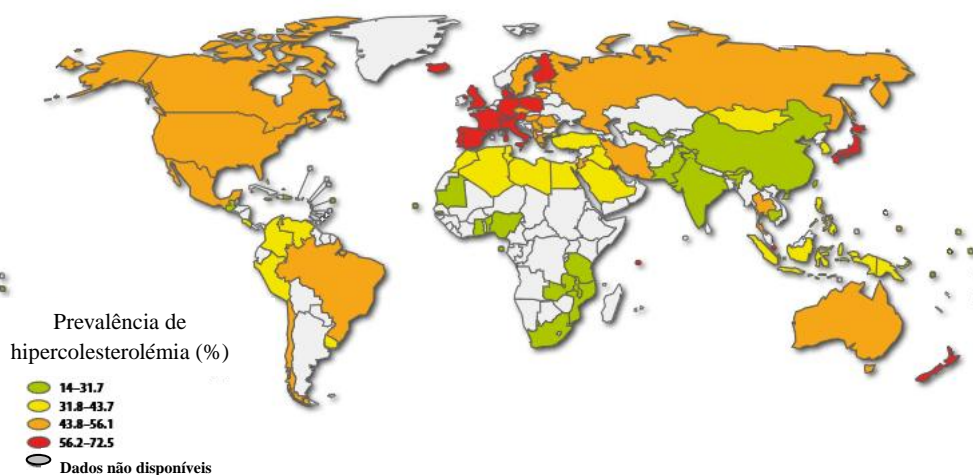 Prevalência de
hipercolesterolémia (%)
14–31.7
31.8–43.7
43.8–56.1
56.2–72.5
Dados não disponíveis